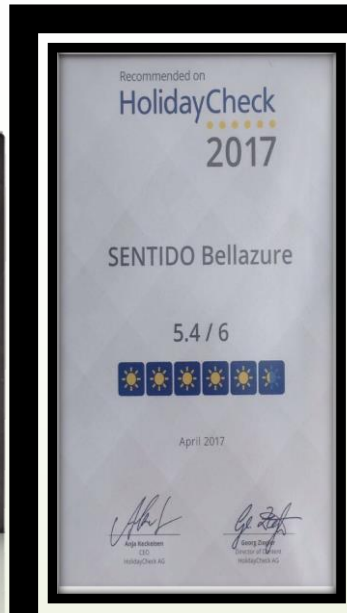 Recommended on
HolidayCheck
2017
SENTIDO Bellazure
5.4 / 6
April 2017
Anja Keckeisen
CEO
HolidayCheck AG
Georg Ziegler
Director of Content
HolidayCheck AG